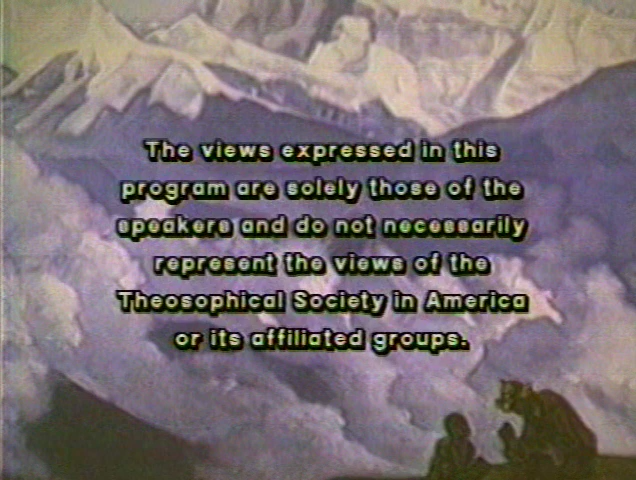 The views expressed in this
program are solely those of the
speakers and do not necessarily
represent the views of the
Theosophical Society in America
or its affiliated groups.